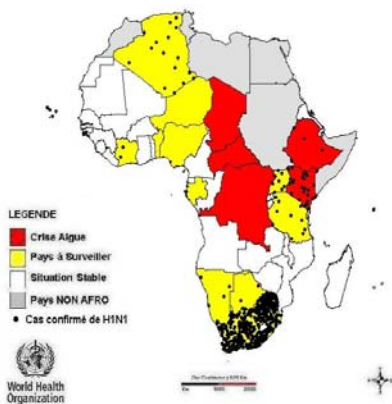 LEGENDE
Crise Aigue
Pays à Surveiller
Situation Stable
Pays NON AFRO
Cas confirmé de H1N1
World Health
Organization